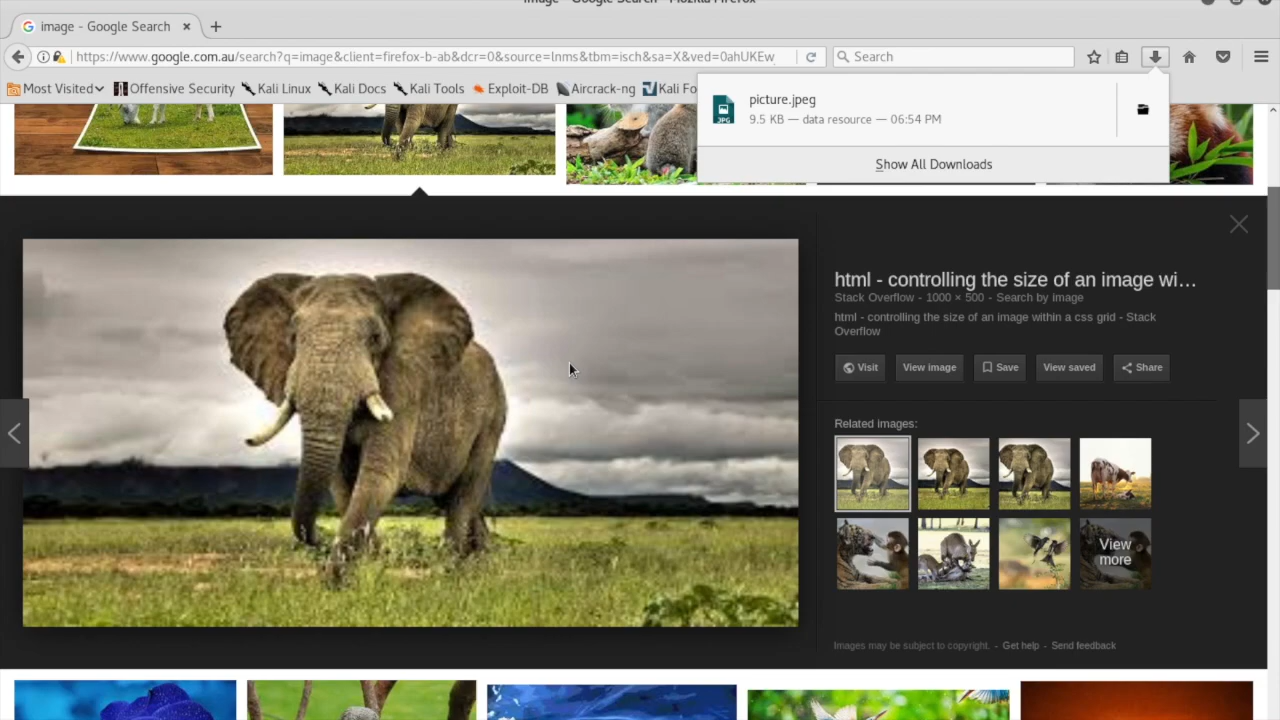 image - Google Search - Mozilla Firefox
image - Google Search
https://www.google.com.au/search?q=image&client=firefox-b-ab&dcr=0&source=lnms&tbm=isch&sa=X&ved=0ahUKEw
Search
Most Visited
Offensive Security
Kali Linux
Kali Docs
Kali Tools
Exploit-DB
Aircrack-ng
Kali Fo
picture.jpeg
JPG
9.5 KB — data resource — 06:54 PM
Show All Downloads
html - controlling the size of an image wi...
Stack Overflow - 1000 × 500 - Search by image
html - controlling the size of an image within a css grid - Stack
Overflow
Visit
View image
Save
View saved
Share
Related images:
View
more
Images may be subject to copyright. - Get help - Send feedback